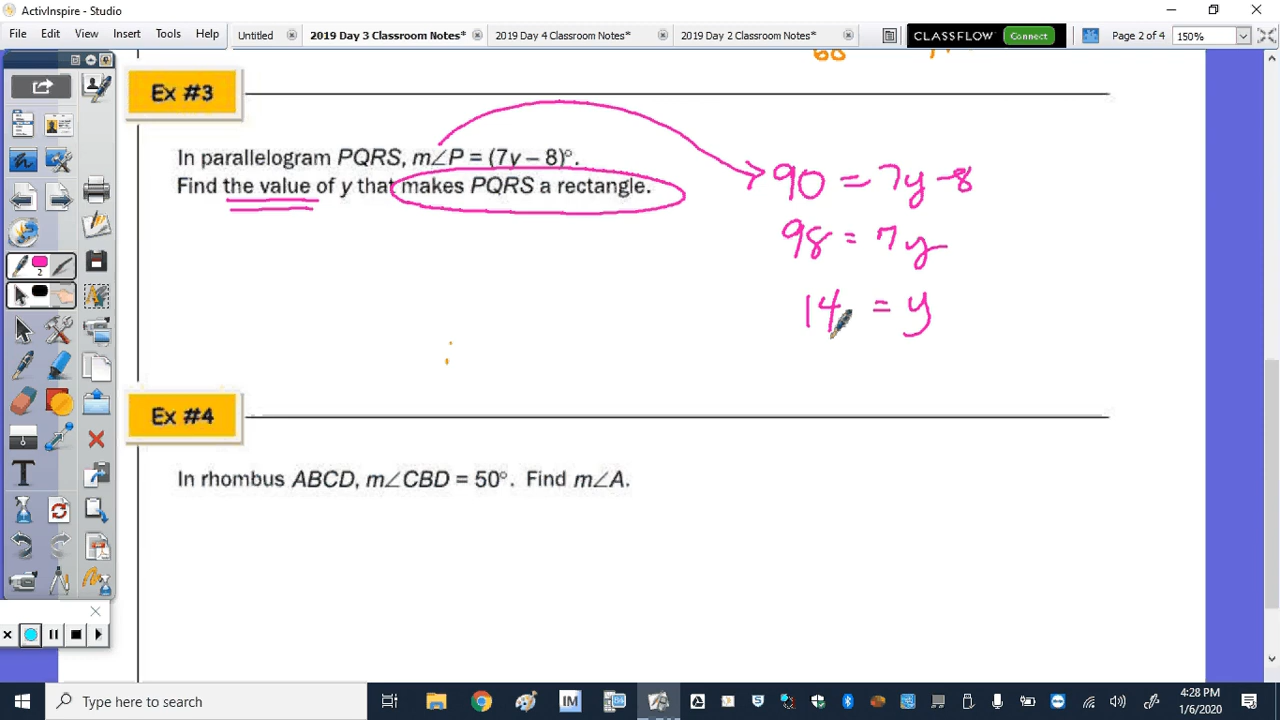 ActivInspire - Studio
File Edit View Insert Tools Help Untitled 2019 Day 3 Classroom Notes* 2019 Day 4 Classroom Notes* 2019 Day 2 Classroom Notes* CLASSFLOW Connect Page 2 of 4 150%
Ex #3
In parallelogram PQRS, m∠P = (7y – 8)°.
Find the value of y that makes PQRS a rectangle.
90 = 7y - 8
98 = 7y
14 = y
2
Ex #4
In rhombus ABCD, m∠CBD = 50°. Find m∠A.
T
Type here to search
IM
4:28 PM
1/6/2020